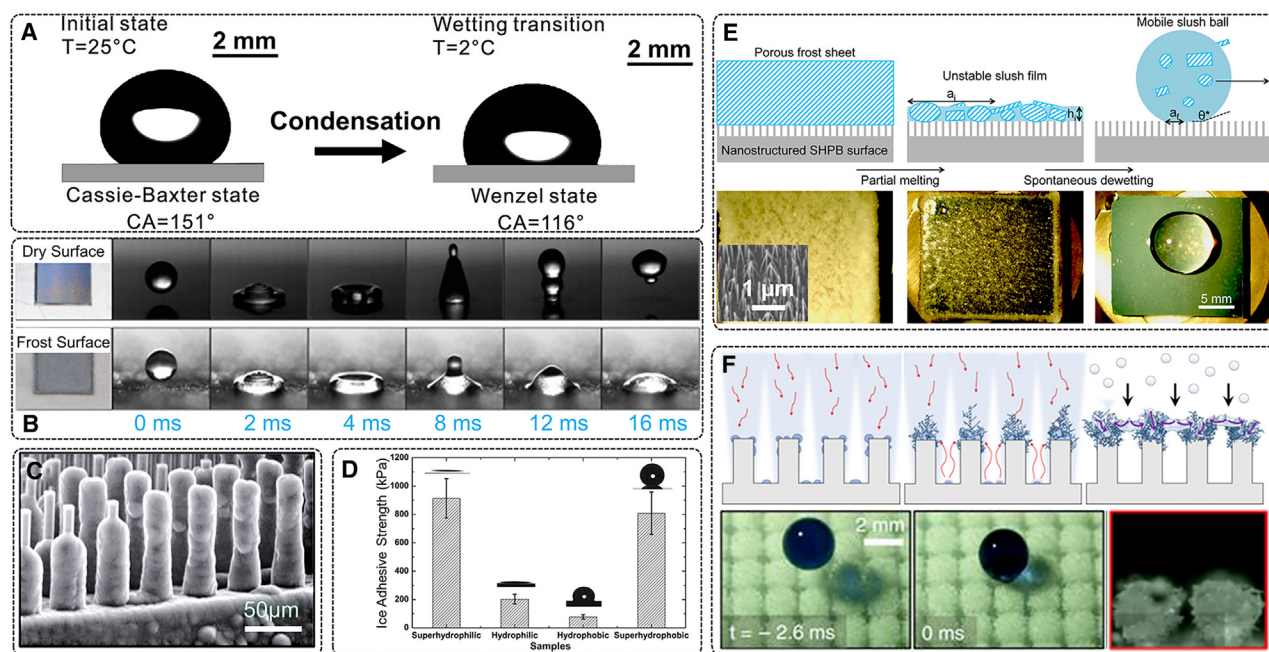 A
Initial state
T=25°C
2 mm
Wetting transition
T=2°C
2 mm
Condensation
Cassie-Baxter state
CA=151°
Wenzel state
CA=116°
Dry Surface
Frost Surface
B
0 ms
2 ms
4 ms
8 ms
12 ms
16 ms
C
50μm
D
Ice Adhesive Strength (kPa)
1200
1000
800
600
400
200
0
Superhydrophilic
Hydrophilic
Hydrophobic
Superhydrophobic
Samples
E
Porous frost sheet
Unstable slush film
Mobile slush ball
aᵢ
hᵢ
a_f
θ*
Nanostructured SHPB surface
Partial melting
Spontaneous dewetting
1 μm
5 mm
F
2 mm
t = − 2.6 ms
0 ms